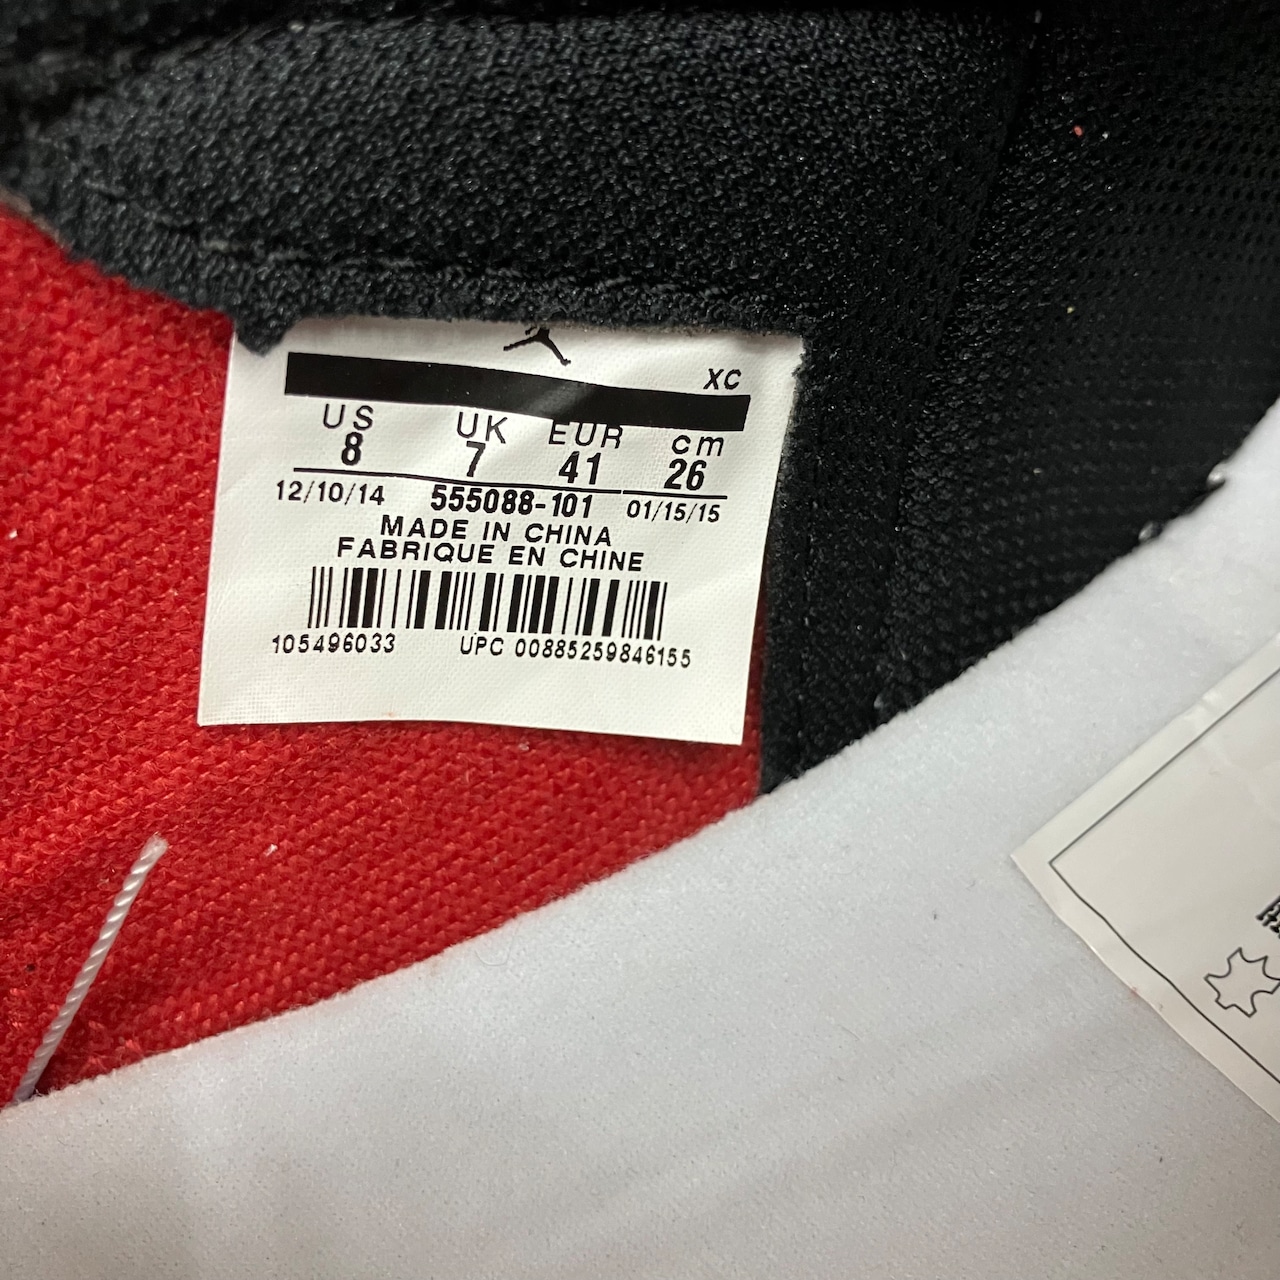 XC
US UK EUR cm
8 7 41 26
12/10/14 555088-101 01/15/15
MADE IN CHINA
FABRIQUE EN CHINE
105496033 UPC 00885259846155